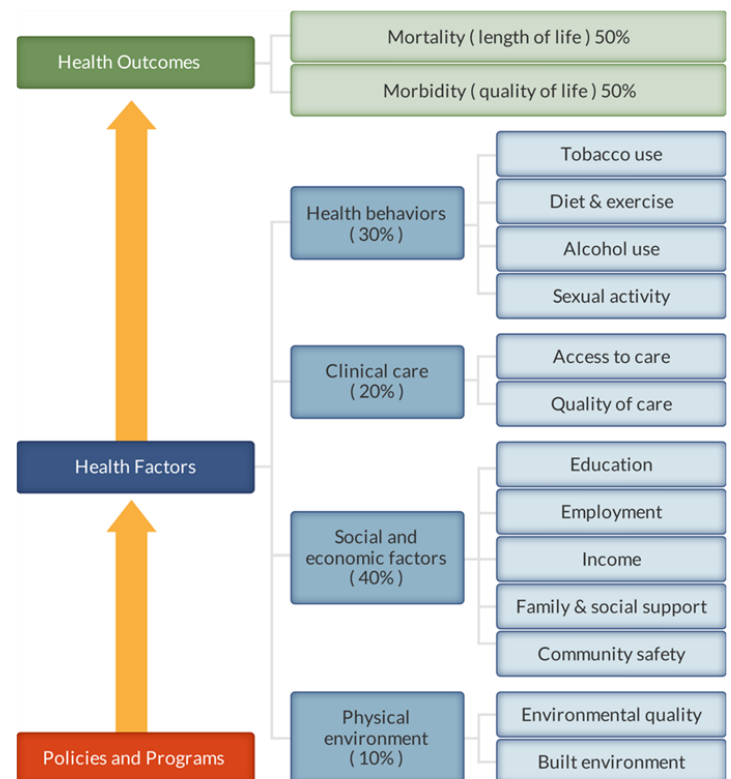 Health Outcomes
Mortality ( length of life ) 50%
Morbidity ( quality of life ) 50%
Health Factors
Health behaviors
( 30% )
Tobacco use
Diet & exercise
Alcohol use
Sexual activity
Clinical care
( 20% )
Access to care
Quality of care
Social and
economic factors
( 40% )
Education
Employment
Income
Family & social support
Community safety
Physical
environment
( 10% )
Environmental quality
Built environment
Policies and Programs